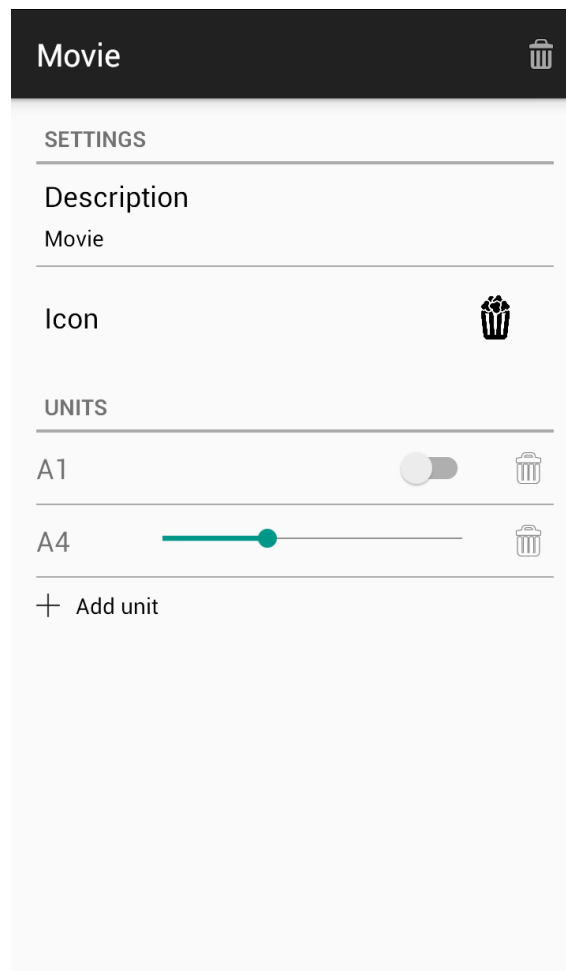 Movie
SETTINGS
Description
Movie
Icon
UNITS
A1
A4
Add unit